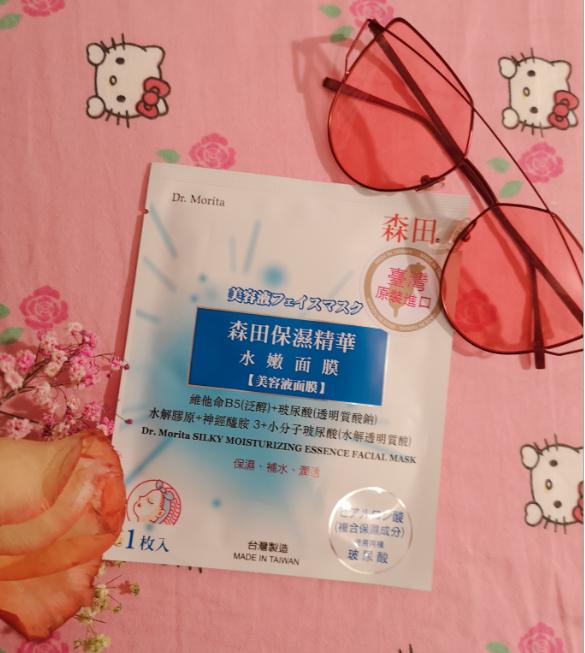 Dr. Morita
森田
臺灣
原裝進口
美容液フェイスマスク
森田保濕精華
水嫩面膜
【美容液面膜】
維他命B5(泛醇)+玻尿酸(透明質酸鈉)
水解膠原+神經醯胺 3+小分子玻尿酸(水解透明質酸)
Dr. Morita SILKY MOISTURIZING ESSENCE FACIAL MASK
保濕、補水、潤透
ヒアルロン酸
(複合保濕成分)
玻尿酸
1枚入
台灣製造
MADE IN TAIWAN